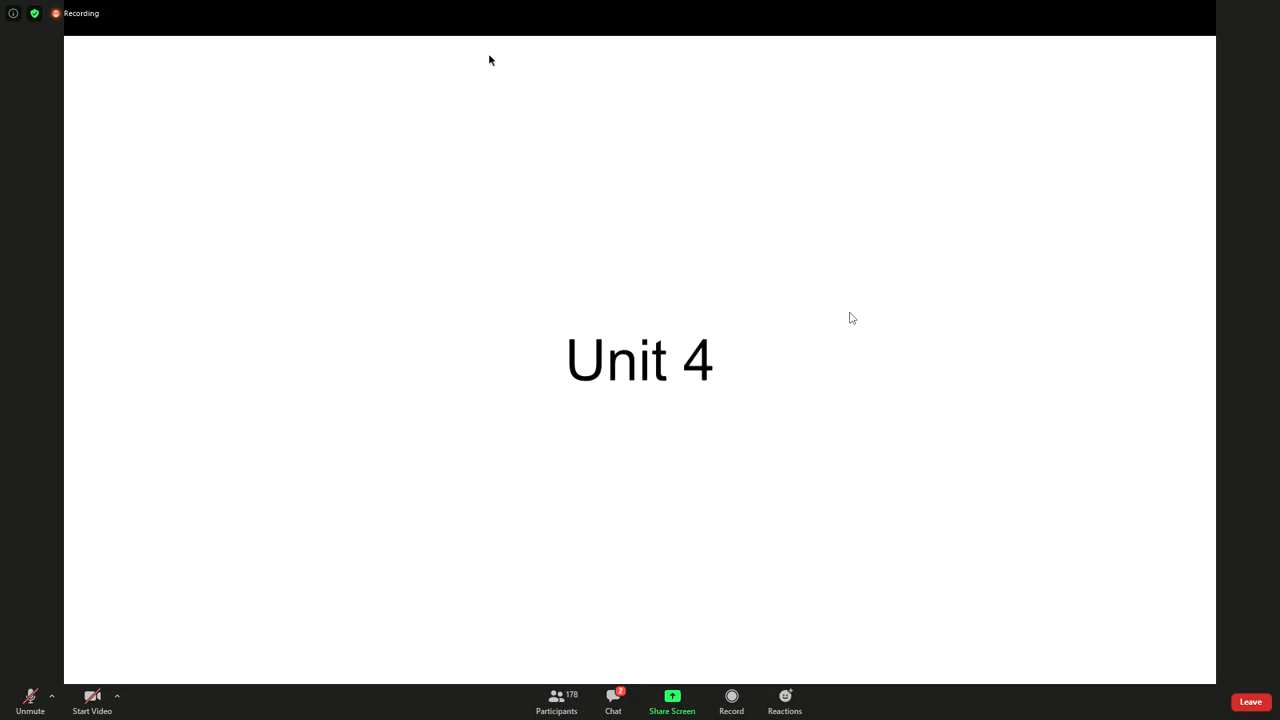 Recording
Unit 4
178
2
Unmute
Start Video
Participants
Chat
Share Screen
Record
Reactions
Leave